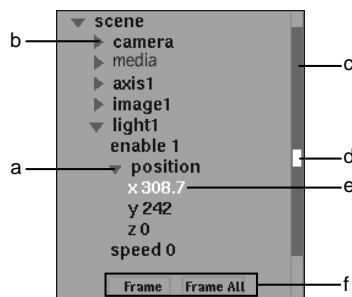 scene
b camera
media c
axis1
image1
light1
enable 1 d
a position
x 308.7 e
y 242
z 0
speed 0
Frame Frame All f